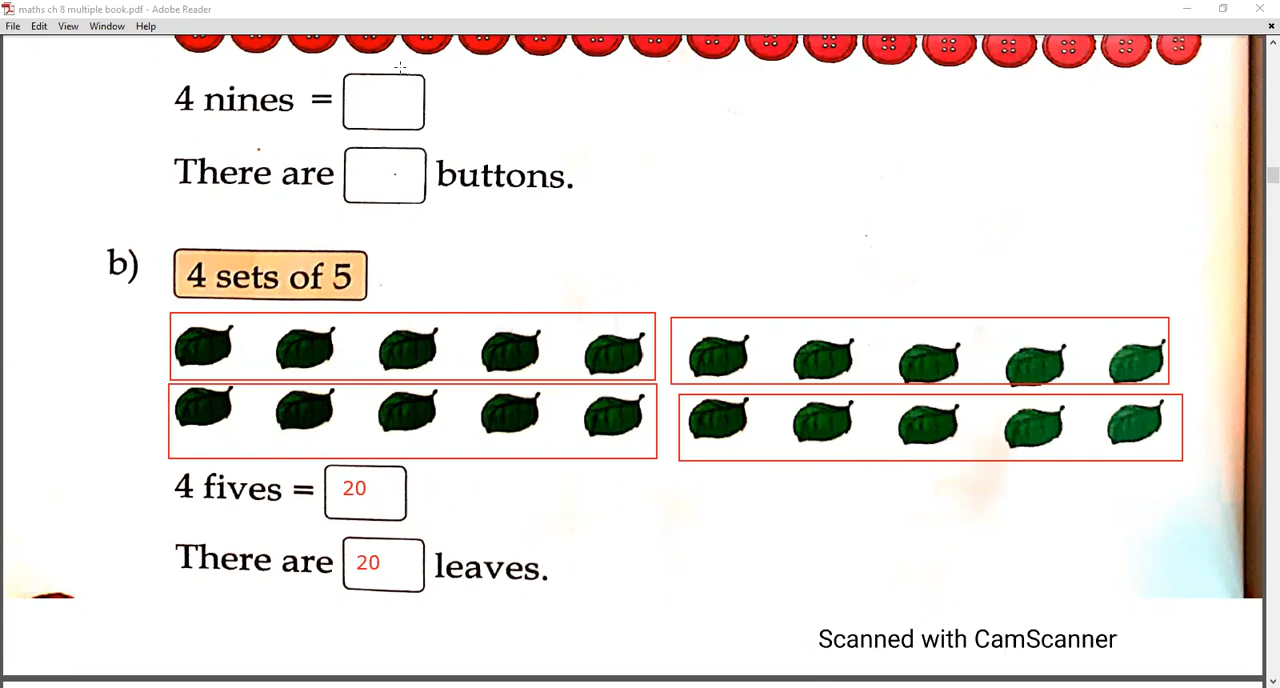 maths ch 8 multiple book.pdf - Adobe Reader
File Edit View Window Help
4 nines =
There are buttons.
b) 4 sets of 5
4 fives = 20
There are 20 leaves.
Scanned with CamScanner